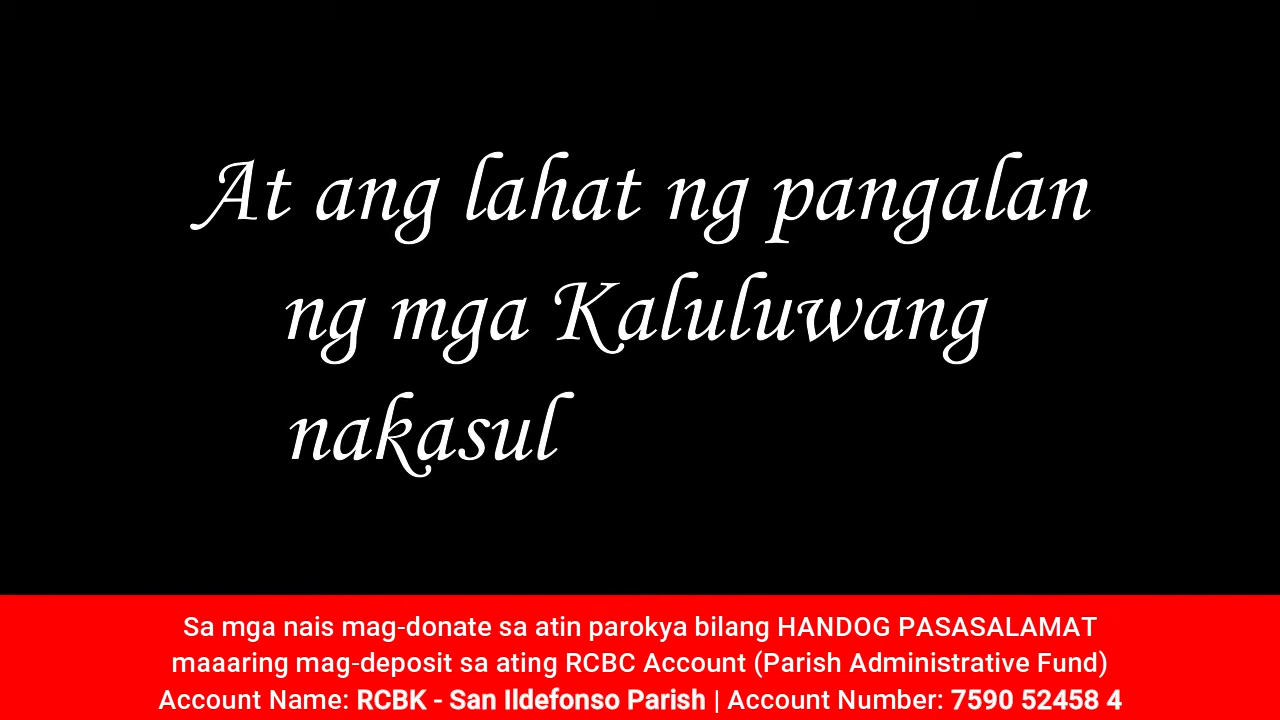 At ang lahat ng pangalan
ng mga Kaluluwang
nakasul
Sa mga nais mag-donate sa atin parokya bilang HANDOG PASASALAMAT
maaaring mag-deposit sa ating RCBC Account (Parish Administrative Fund)
Account Name: RCBK - San Ildefonso Parish | Account Number: 7590 52458 4